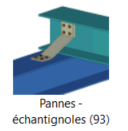 Pannes -
échantignoles (93)